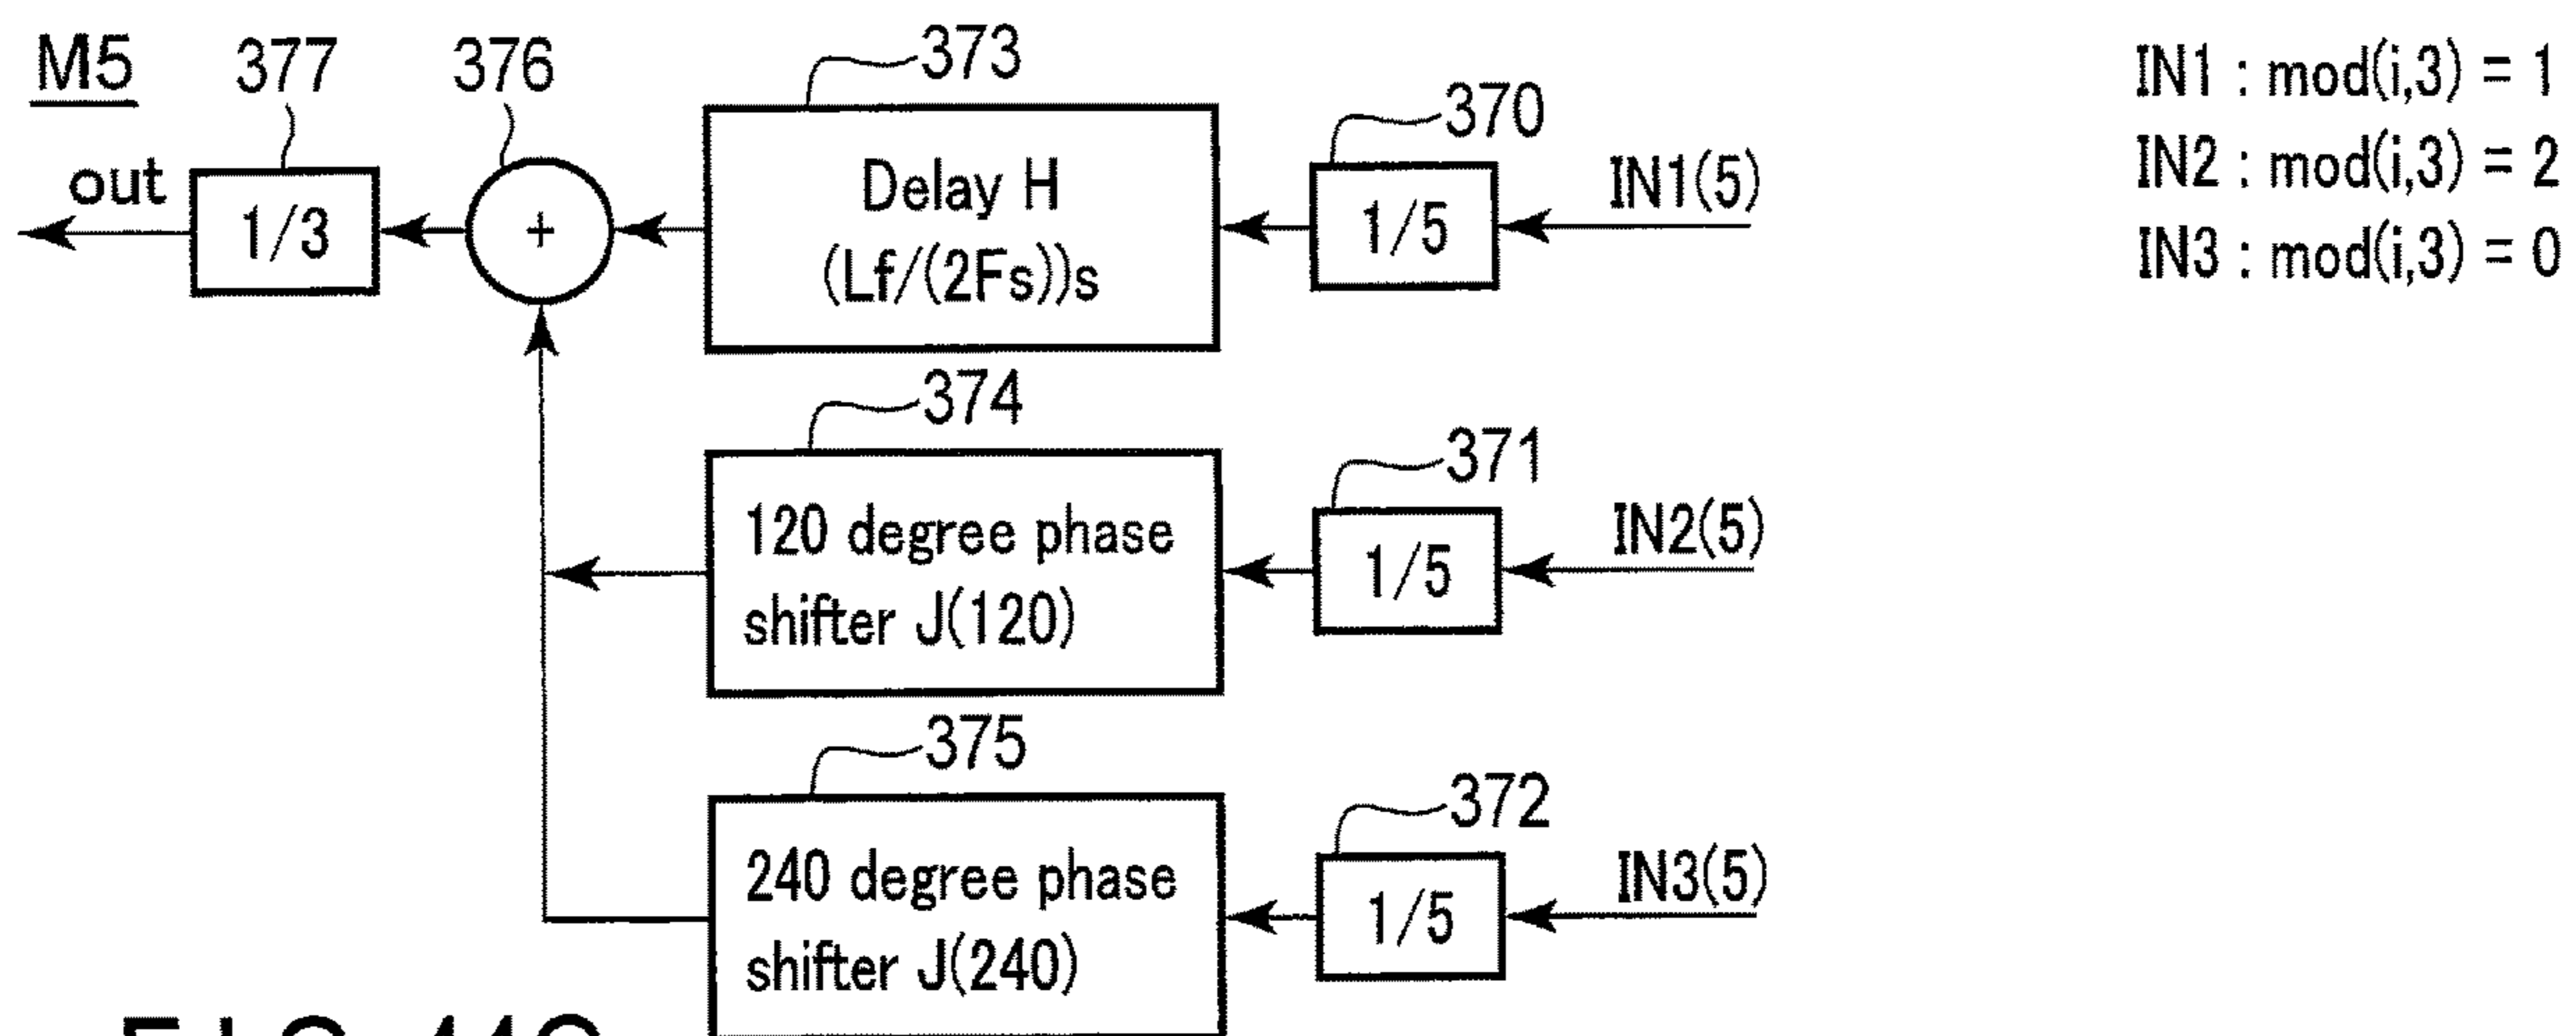 M5
377
376
373
370
IN1 : mod(i,3) = 1
IN2 : mod(i,3) = 2
IN3 : mod(i,3) = 0
out
1/3
+
Delay H
(Lf/(2Fs))s
1/5
IN1(5)
374
371
120 degree phase
shifter J(120)
1/5
IN2(5)
375
372
240 degree phase
shifter J(240)
1/5
IN3(5)